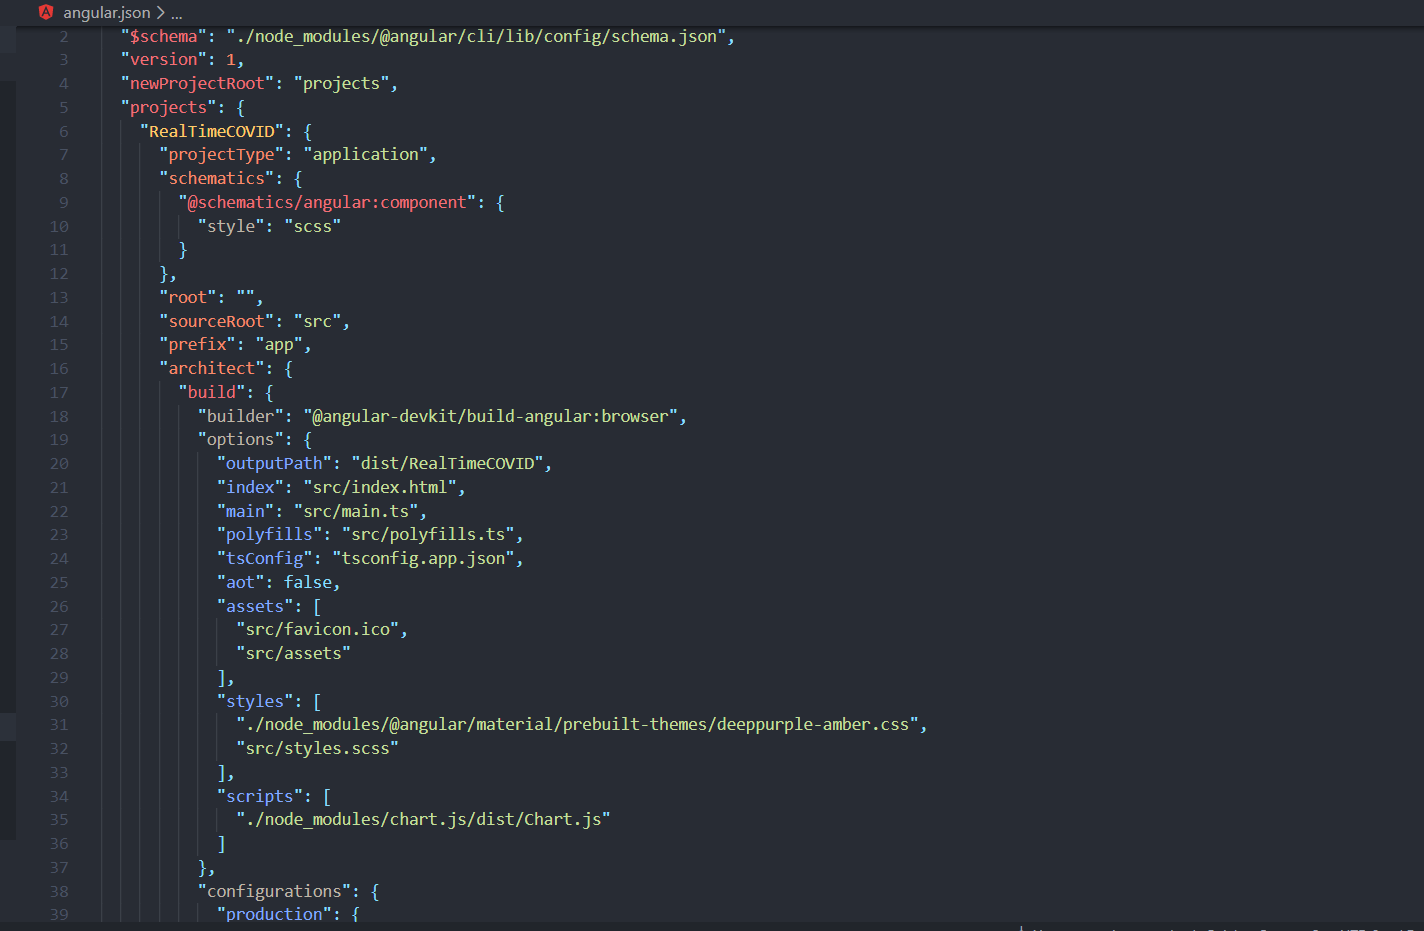 angular.json > ...
2 "$schema": "./node_modules/@angular/cli/lib/config/schema.json",
3 "version": 1,
4 "newProjectRoot": "projects",
5 "projects": {
6 "RealTimeCOVID": {
7 "projectType": "application",
8 "schematics": {
9 "@schematics/angular:component": {
10 "style": "scss"
11 }
12 },
13 "root": "",
14 "sourceRoot": "src",
15 "prefix": "app",
16 "architect": {
17 "build": {
18 "builder": "@angular-devkit/build-angular:browser",
19 "options": {
20 "outputPath": "dist/RealTimeCOVID",
21 "index": "src/index.html",
22 "main": "src/main.ts",
23 "polyfills": "src/polyfills.ts",
24 "tsConfig": "tsconfig.app.json",
25 "aot": false,
26 "assets": [
27 "src/favicon.ico",
28 "src/assets"
29 ],
30 "styles": [
31 "./node_modules/@angular/material/prebuilt-themes/deeppurple-amber.css",
32 "src/styles.scss"
33 ],
34 "scripts": [
35 "./node_modules/chart.js/dist/Chart.js"
36 ]
37 },
38 "configurations": {
39 "production": {